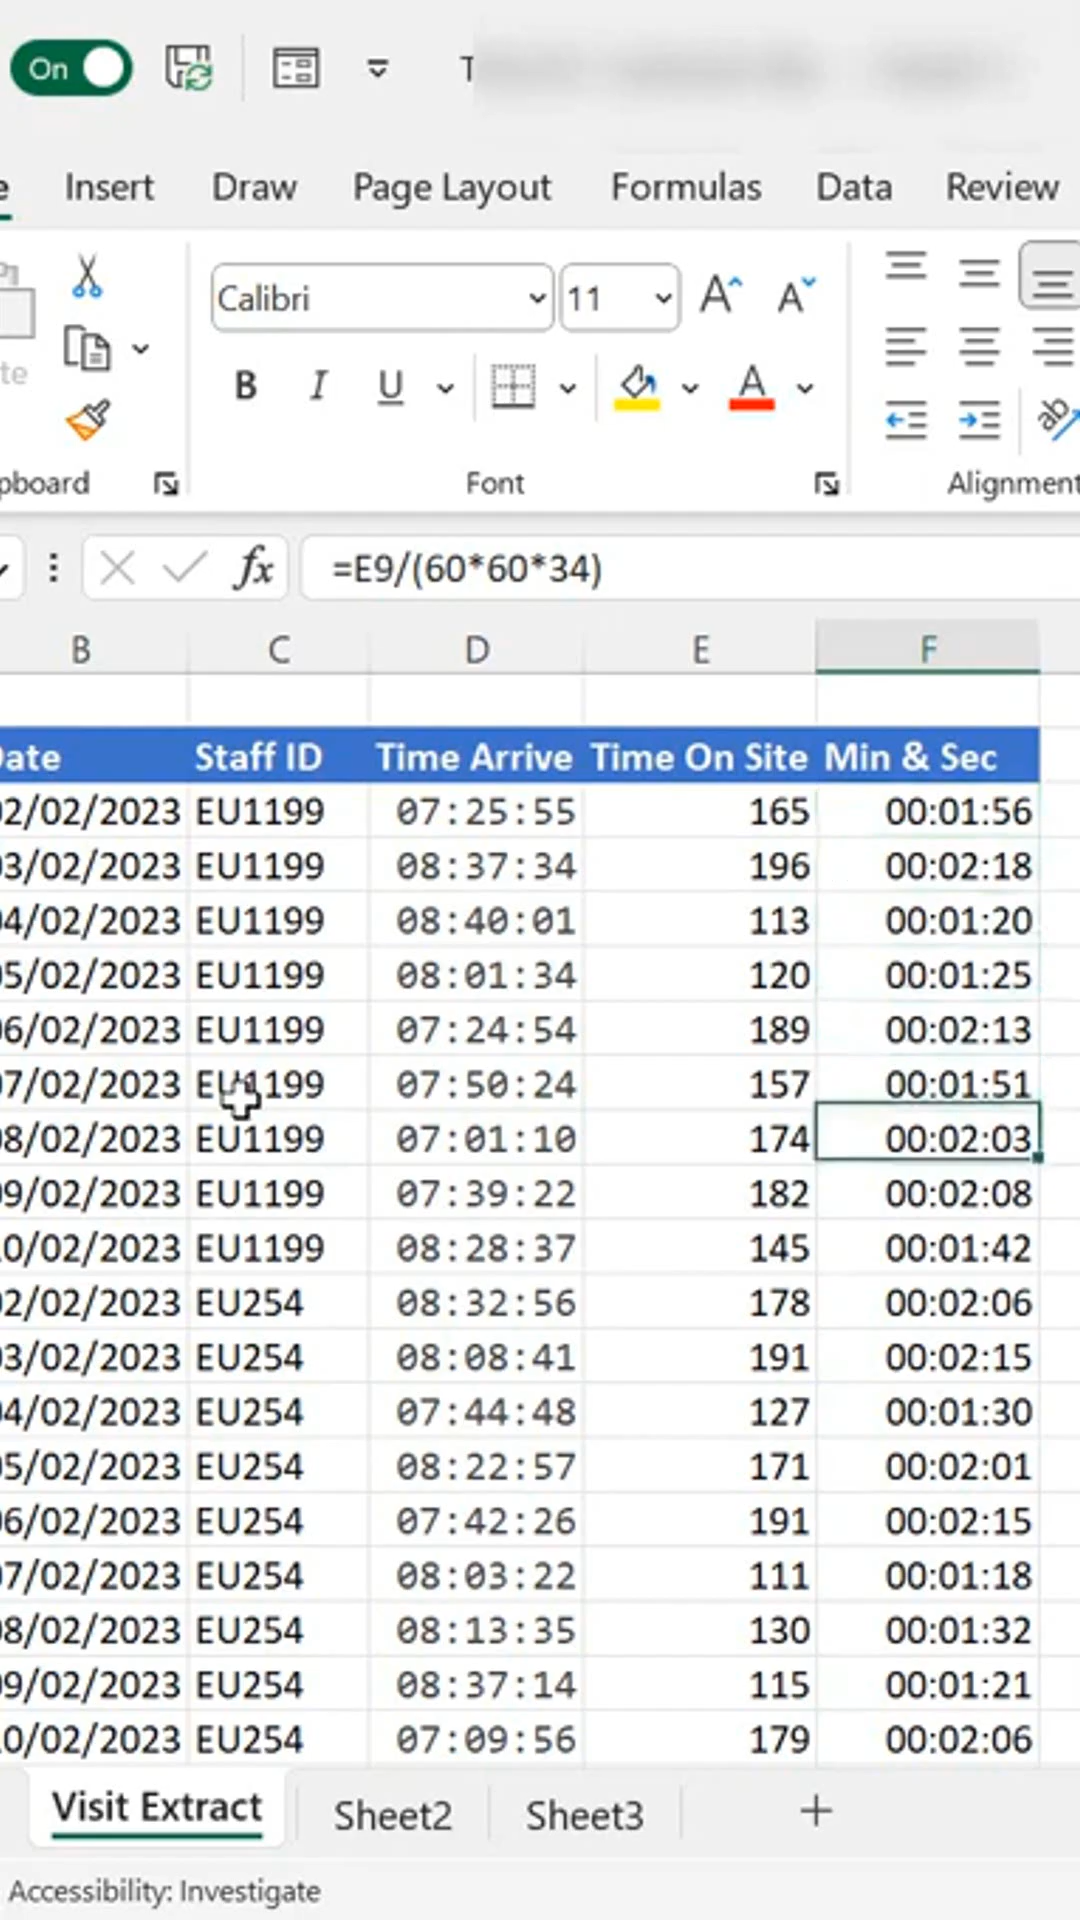 On
T
Insert Draw Page Layout Formulas Data Review
Calibri 11 A A
te B I U A ab
pboard Font Alignment
fx =E9/(60*60*34)
B C D E F
Date Staff ID Time Arrive Time On Site Min & Sec
02/02/2023 EU1199 07:25:55 165 00:01:56
03/02/2023 EU1199 08:37:34 196 00:02:18
04/02/2023 EU1199 08:40:01 113 00:01:20
05/02/2023 EU1199 08:01:34 120 00:01:25
06/02/2023 EU1199 07:24:54 189 00:02:13
07/02/2023 EU1199 07:50:24 157 00:01:51
08/02/2023 EU1199 07:01:10 174 00:02:03
09/02/2023 EU1199 07:39:22 182 00:02:08
10/02/2023 EU1199 08:28:37 145 00:01:42
02/02/2023 EU254 08:32:56 178 00:02:06
03/02/2023 EU254 08:08:41 191 00:02:15
04/02/2023 EU254 07:44:48 127 00:01:30
05/02/2023 EU254 08:22:57 171 00:02:01
06/02/2023 EU254 07:42:26 191 00:02:15
07/02/2023 EU254 08:03:22 111 00:01:18
08/02/2023 EU254 08:13:35 130 00:01:32
09/02/2023 EU254 08:37:14 115 00:01:21
10/02/2023 EU254 07:09:56 179 00:02:06
Visit Extract Sheet2 Sheet3 +
Accessibility: Investigate